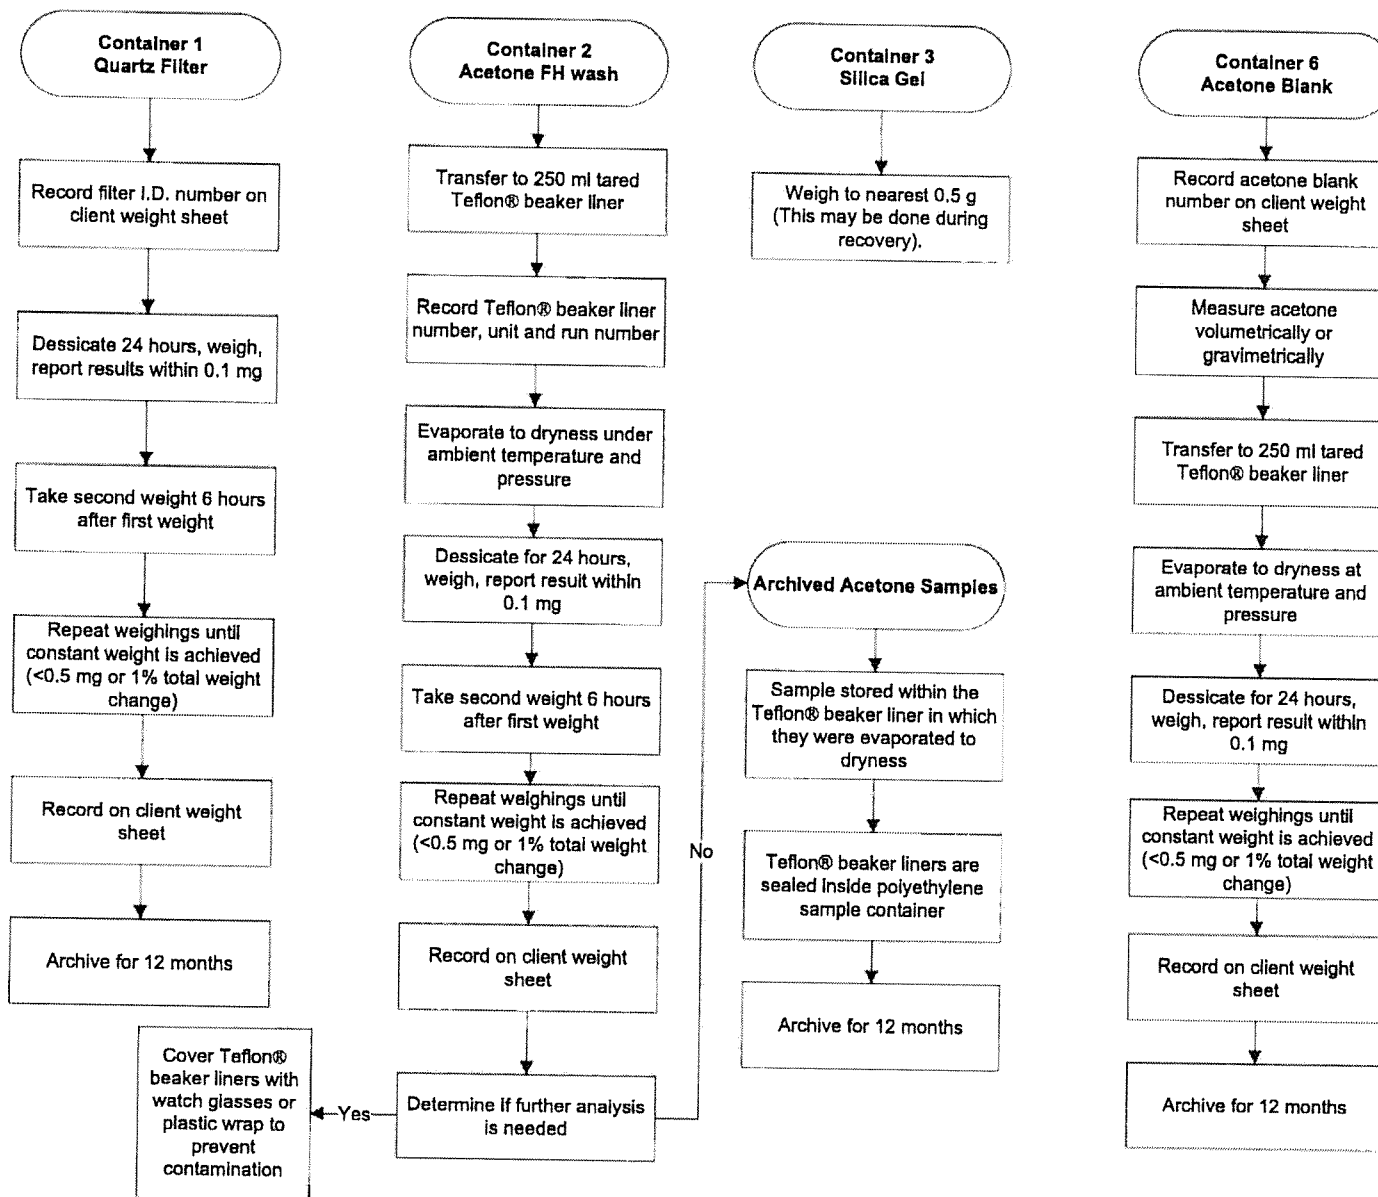 Container 1
Quartz Filter
Record filter I.D. number on
client weight sheet
Dessicate 24 hours, weigh,
report results within 0.1 mg
Take second weight 6 hours
after first weight
Repeat weighings until
constant weight is achieved
(<0.5 mg or 1% total weight
change)
Record on client weight
sheet
Archive for 12 months
Container 2
Acetone FH wash
Transfer to 250 ml tared
Teflon® beaker liner
Record Teflon® beaker liner
number, unit and run number
Evaporate to dryness under
ambient temperature and
pressure
Dessicate for 24 hours,
weigh, report result within
0.1 mg
Take second weight 6 hours
after first weight
Repeat weighings until
constant weight is achieved
(<0.5 mg or 1% total weight
change)
Record on client weight
sheet
Determine if further analysis
is needed
Yes
Cover Teflon®
beaker liners with
watch glasses or
plastic wrap to
prevent
contamination
No
Container 3
Silica Gel
Weigh to nearest 0.5 g
(This may be done during
recovery).
Archived Acetone Samples
Sample stored within the
Teflon® beaker liner in which
they were evaporated to
dryness
Teflon® beaker liners are
sealed inside polyethylene
sample container
Archive for 12 months
Container 6
Acetone Blank
Record acetone blank
number on client weight
sheet
Measure acetone
volumetrically or
gravimetrically
Transfer to 250 ml tared
Teflon® beaker liner
Evaporate to dryness at
ambient temperature and
pressure
Dessicate for 24 hours,
weigh, report result within
0.1 mg
Repeat weighings until
constant weight is achieved
(<0.5 mg or 1% total weight
change)
Record on client weight
sheet
Archive for 12 months